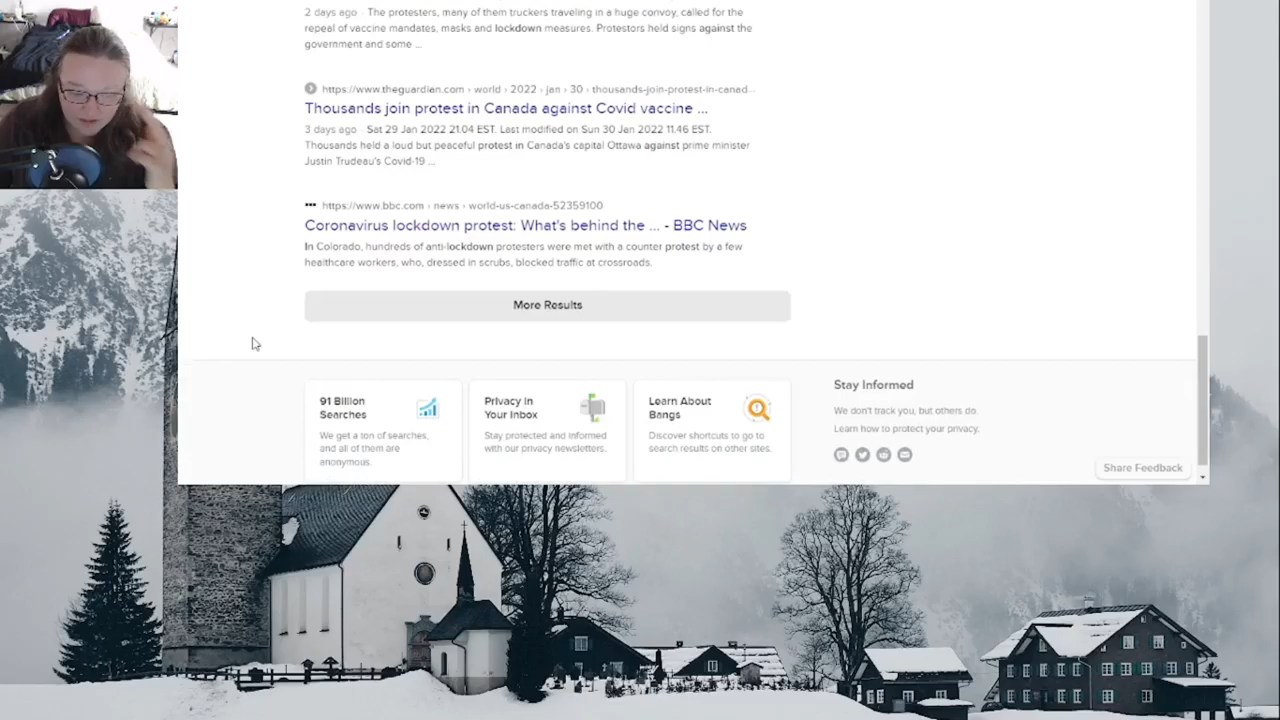 2 days ago The protesters, many of them truckers traveling in a huge convoy, called for the
repeal of vaccine mandates, masks and lockdown measures. Protestors held signs against the
government and some ...
https://www.theguardian.com › world › 2022 › jan › 30 › thousands-join-protest-in-canad...
Thousands join protest in Canada against Covid vaccine ...
3 days ago Sat 29 Jan 2022 21.04 EST. Last modified on Sun 30 Jan 2022 11.46 EST.
Thousands held a loud but peaceful protest in Canada's capital Ottawa against prime minister
Justin Trudeau's Covid-19 ...
https://www.bbc.com › news › world-us-canada-52359100
Coronavirus lockdown protest: What's behind the ... - BBC News
In Colorado, hundreds of anti-lockdown protesters were met with a counter protest by a few
healthcare workers, who, dressed in scrubs, blocked traffic at crossroads.
More Results
91 Billion
Searches
We get a ton of searches,
and all of them are
anonymous.
Privacy In
Your Inbox
Stay protected and informed
with our privacy newsletters.
Learn About
Bangs
Discover shortcuts to go to
search results on other sites.
Stay Informed
We don't track you, but others do.
Learn how to protect your privacy.
Share Feedback